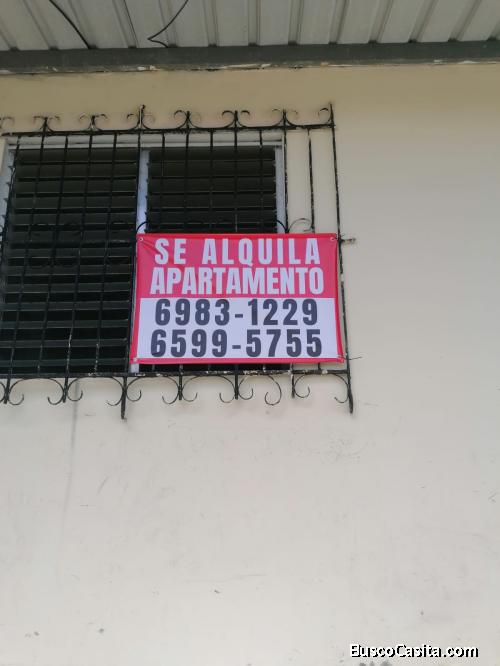 SE ALQUILA
APARTAMENTO
6983-1229
6599-5755
BuscoCasita.com